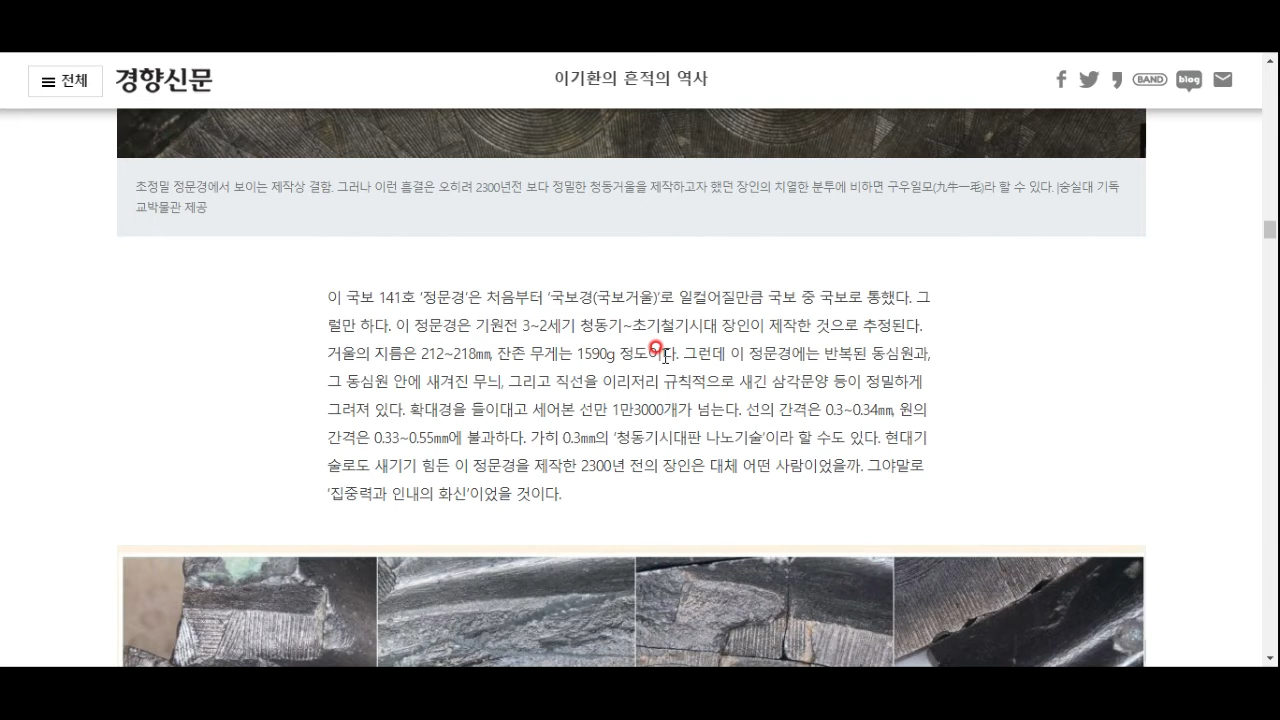 전체
경향신문
이기환의 흔적의 역사
BAND
blog
초정밀 정문경에서 보이는 제작상 결함. 그러나 이런 흠결은 오히려 2300년전 보다 정밀한 청동거울을 제작하고자 했던 장인의 치열한 분투에 비하면 구우일모(九牛一毛)라 할 수 있다. |숭실대 기독
교박물관 제공
이 국보 141호 ‘정문경’은 처음부터 ‘국보경(국보거울)’로 일컬어질만큼 국보 중 국보로 통했다. 그
럴만 하다. 이 정문경은 기원전 3~2세기 청동기~초기철기시대 장인이 제작한 것으로 추정된다.
거울의 지름은 212~218㎜, 잔존 무게는 1590g 정도이다. 그런데 이 정문경에는 반복된 동심원과,
그 동심원 안에 새겨진 무늬, 그리고 직선을 이리저리 규칙적으로 새긴 삼각문양 등이 정밀하게
그려져 있다. 확대경을 들이대고 세어본 선만 1만3000개가 넘는다. 선의 간격은 0.3~0.34㎜, 원의
간격은 0.33~0.55㎜에 불과하다. 가히 0.3㎜의 ‘청동기시대판 나노기술’이라 할 수도 있다. 현대기
술로도 새기기 힘든 이 정문경을 제작한 2300년 전의 장인은 대체 어떤 사람이었을까. 그야말로
‘집중력과 인내의 화신’이었을 것이다.